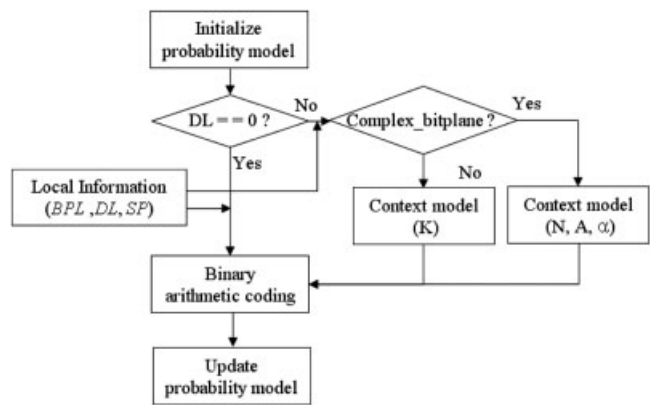 Initialize
probability model
DL = = 0 ?
No
Complex_bitplane ?
Yes
Yes
No
Local Information
(BPL ,DL, SP)
Context model
(K)
Context model
(N, A, α)
Binary
arithmetic coding
Update
probability model